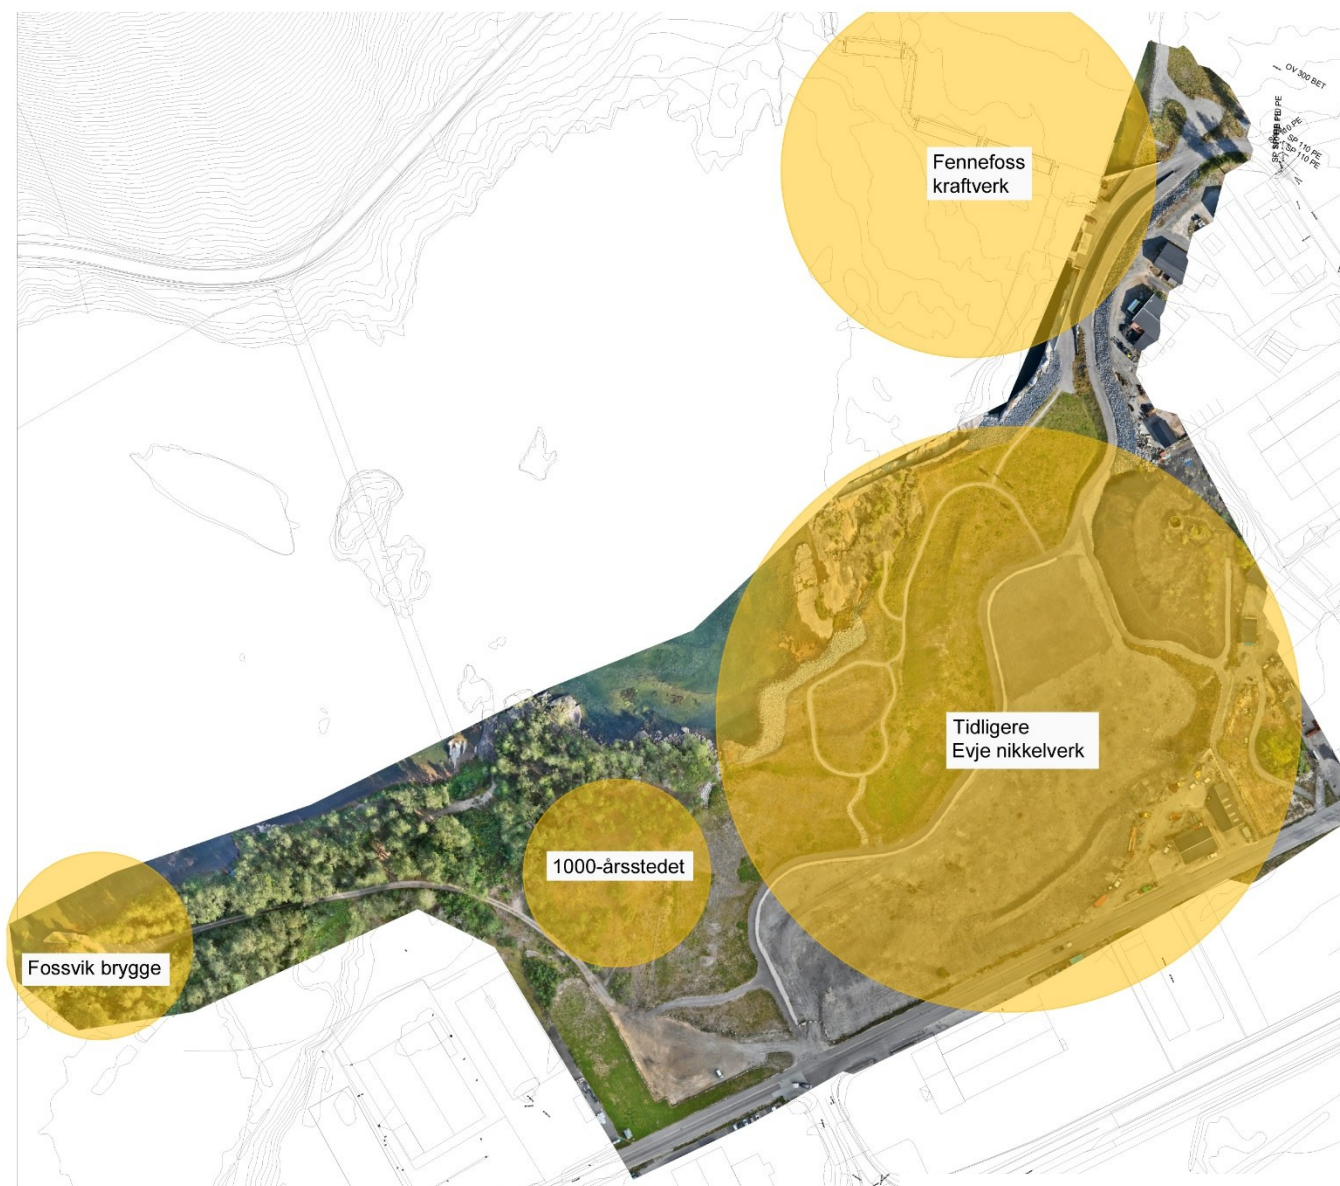 OV 300 BET
SP 110 PE
SP 110 PE
Fennefoss
kraftverk
Tidligere
Evje nikkelverk
1000-årsstedet
Fossvik brygge